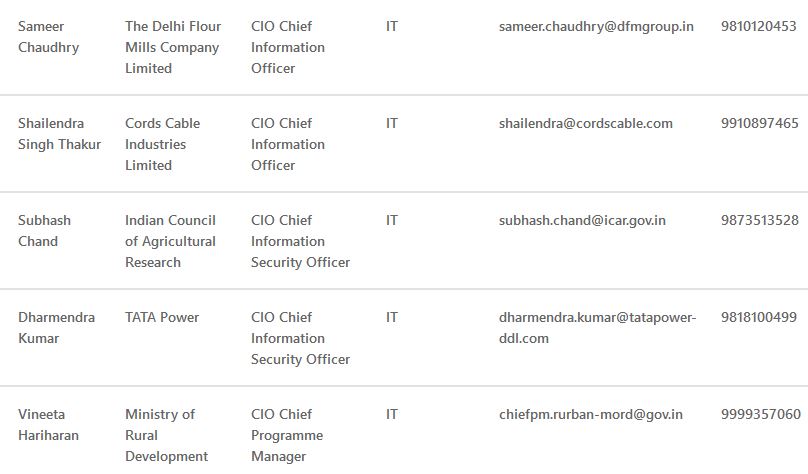 Sameer Chaudhry The Delhi Flour Mills Company Limited CIO Chief Information Officer IT sameer.chaudhry@dfmgroup.in 9810120453
Shailendra Singh Thakur Cords Cable Industries Limited CIO Chief Information Officer IT shailendra@cordscable.com 9910897465
Subhash Chand Indian Council of Agricultural Research CIO Chief Information Security Officer IT subhash.chand@icar.gov.in 9873513528
Dharmendra Kumar TATA Power CIO Chief Information Security Officer IT dharmendra.kumar@tatapower-ddl.com 9818100499
Vineeta Hariharan Ministry of Rural Development CIO Chief Programme Manager IT chiefpm.rurban-mord@gov.in 9999357060